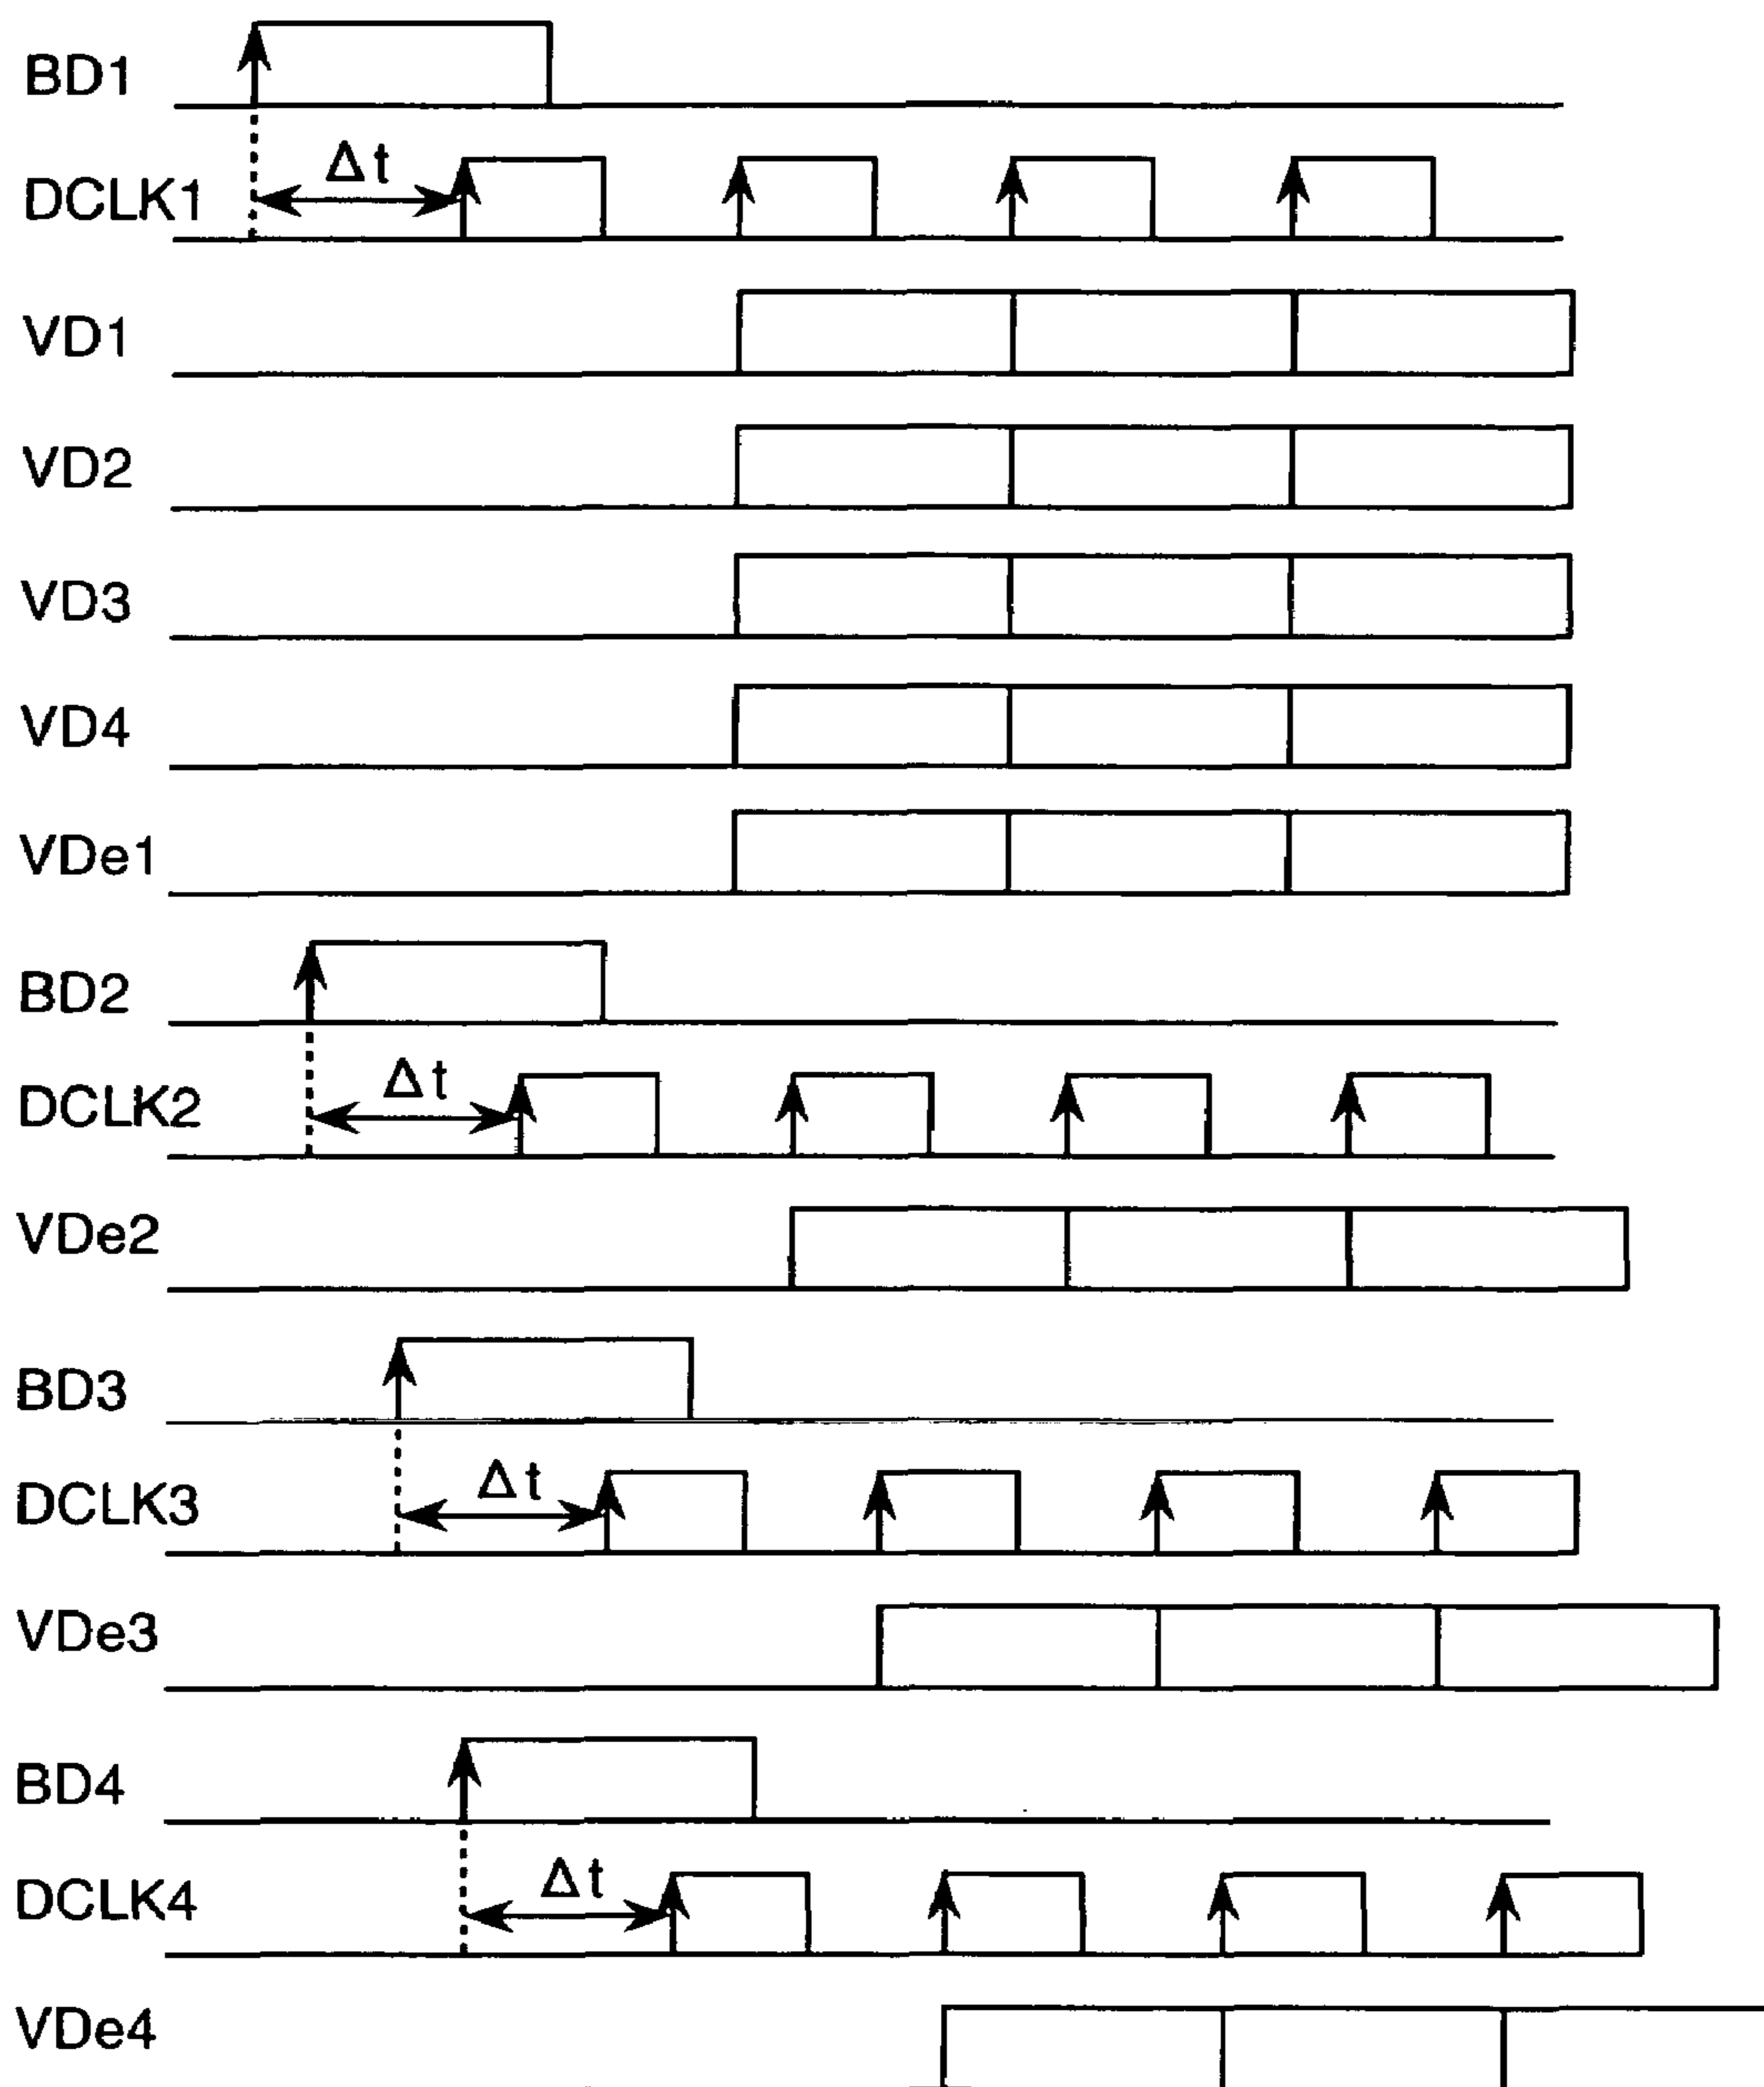 BD1
Δt
DCLK1
VD1
VD2
VD3
VD4
VDe1
BD2
Δt
DCLK2
VDe2
BD3
Δt
DCLK3
VDe3
BD4
Δt
DCLK4
VDe4